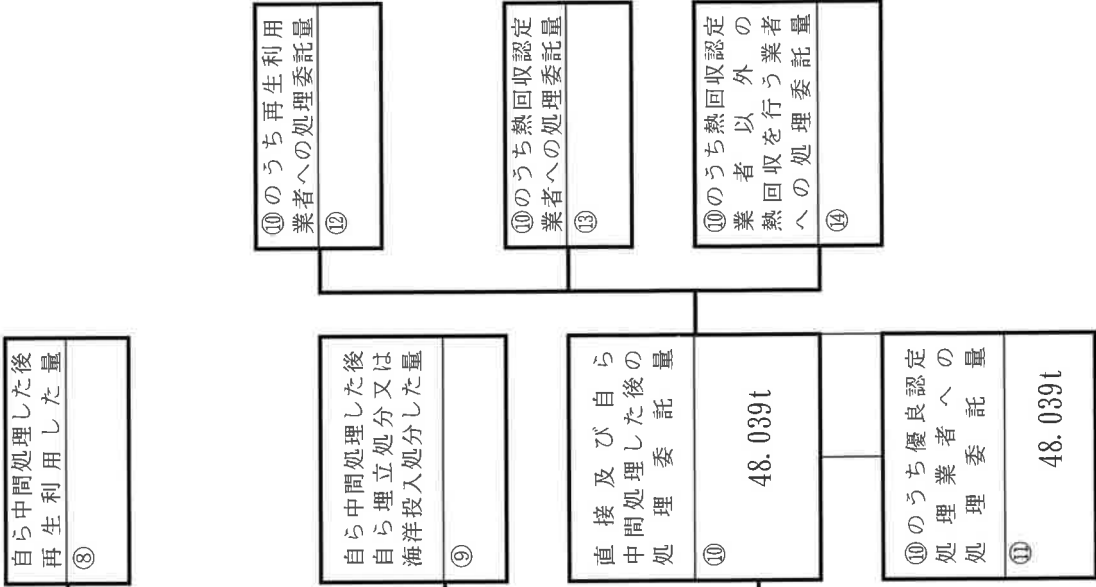 自ら中間処理した後
再生利用した量
⑧
自ら中間処理した後
自ら埋立処分又は
海洋投入処分した量
⑨
直接及び自ら
中間処理した後の
処理委託量
⑩
48.039t
⑩のうち優良認定
処理業者への
処理委託量
⑪
48.039t
⑩のうち再生利用
業者への処理委託量
⑫
⑩のうち熱回収認定
業者への処理委託量
⑬
⑩のうち熱回収認定
業者以外の
熱回収を行う業者
への処理委託量
⑭